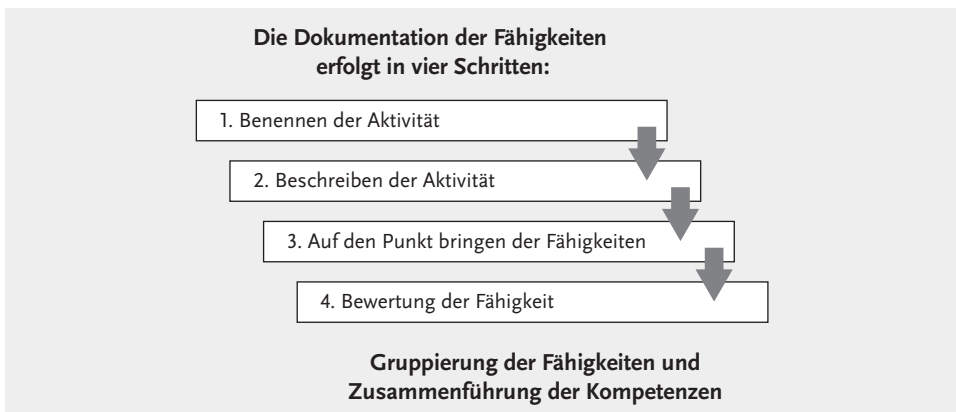 Die Dokumentation der Fähigkeiten
erfolgt in vier Schritten:
1. Benennen der Aktivität
2. Beschreiben der Aktivität
3. Auf den Punkt bringen der Fähigkeiten
4. Bewertung der Fähigkeit
Gruppierung der Fähigkeiten und
Zusammenführung der Kompetenzen